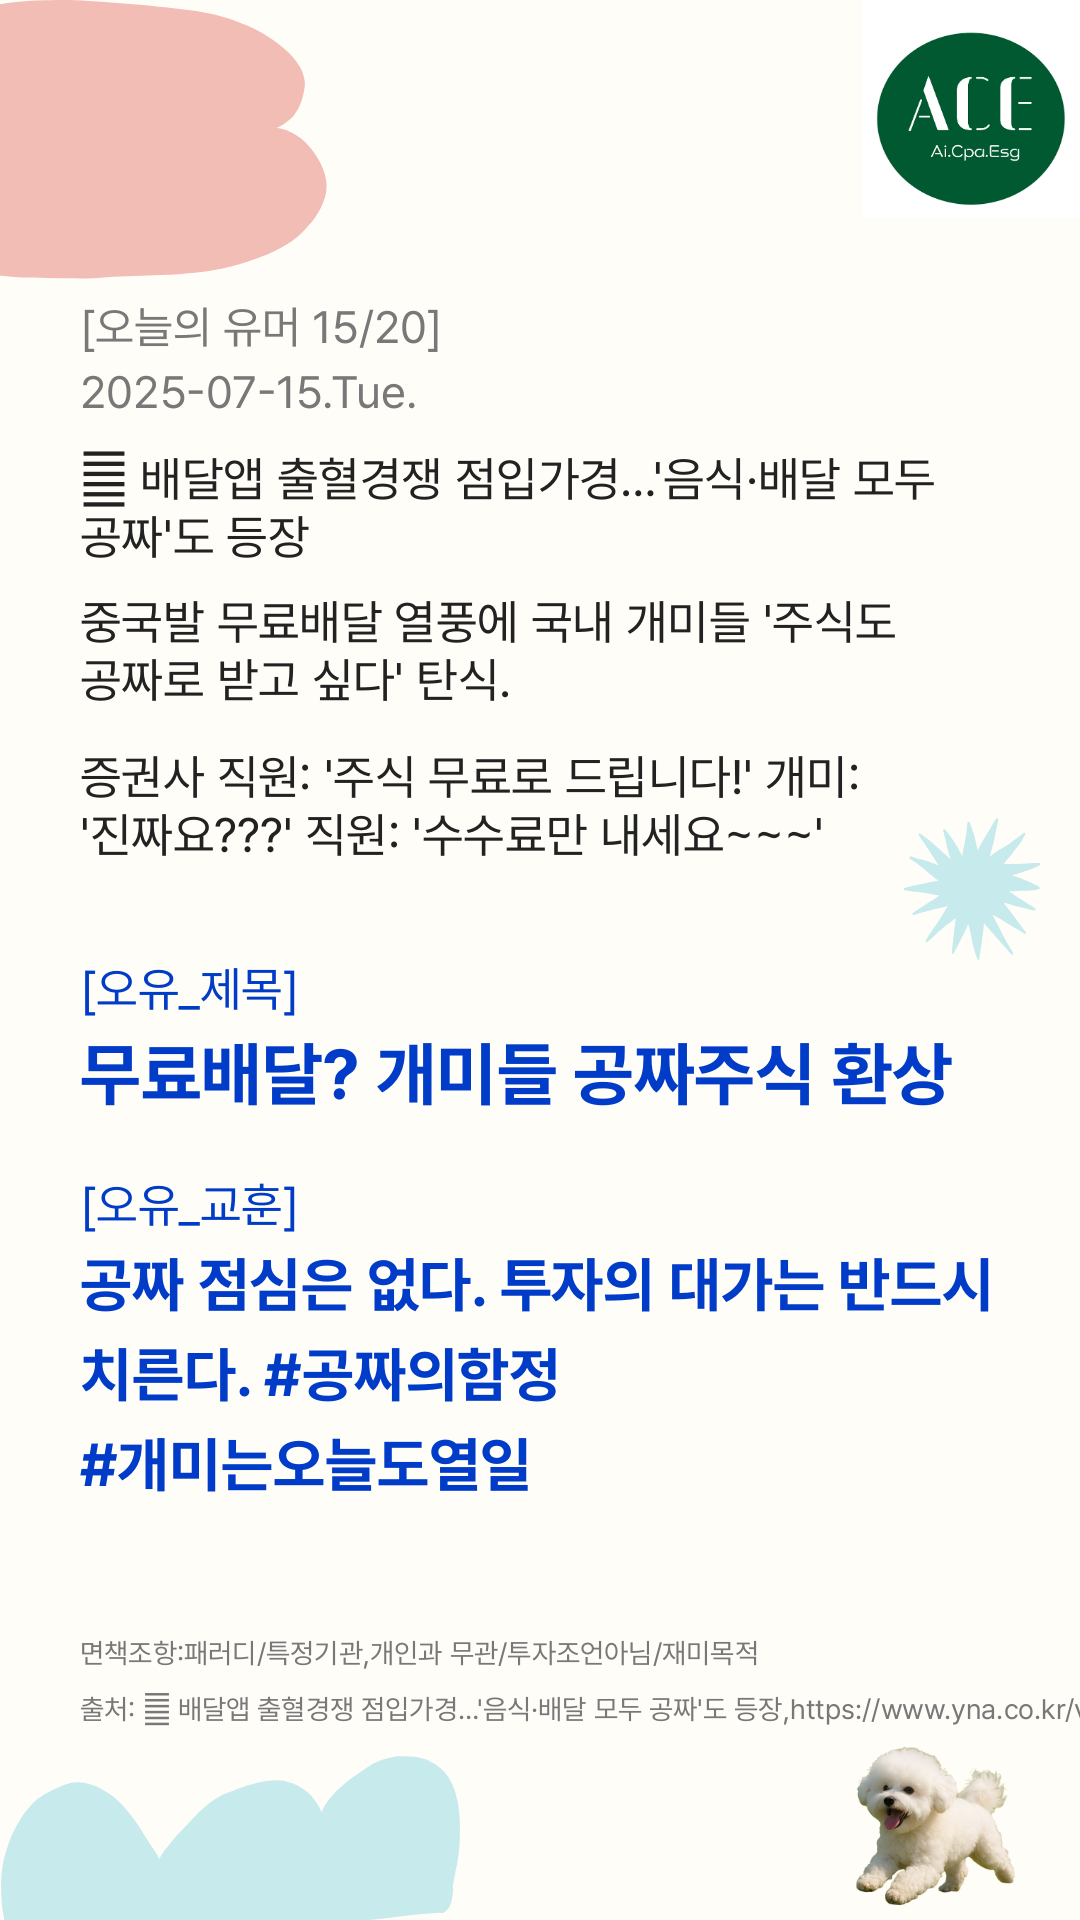 ACE
Ai.Cpa.Esg
[오늘의 유머 15/20]
2025-07-15.Tue.
배달앱 출혈경쟁 점입가경...'음식·배달 모두
공짜'도 등장
중국발 무료배달 열풍에 국내 개미들 '주식도
공짜로 받고 싶다' 탄식.
증권사 직원: '주식 무료로 드립니다!' 개미:
'진짜요???' 직원: '수수료만 내세요~~~'
[오유_제목]
무료배달? 개미들 공짜주식 환상
[오유_교훈]
공짜 점심은 없다. 투자의 대가는 반드시
치른다. #공짜의함정
#개미는오늘도열일
면책조항:패러디/특정기관,개인과 무관/투자조언아님/재미목적
출처: 배달앱 출혈경쟁 점입가경...'음식·배달 모두 공짜'도 등장,https://www.yna.co.kr/